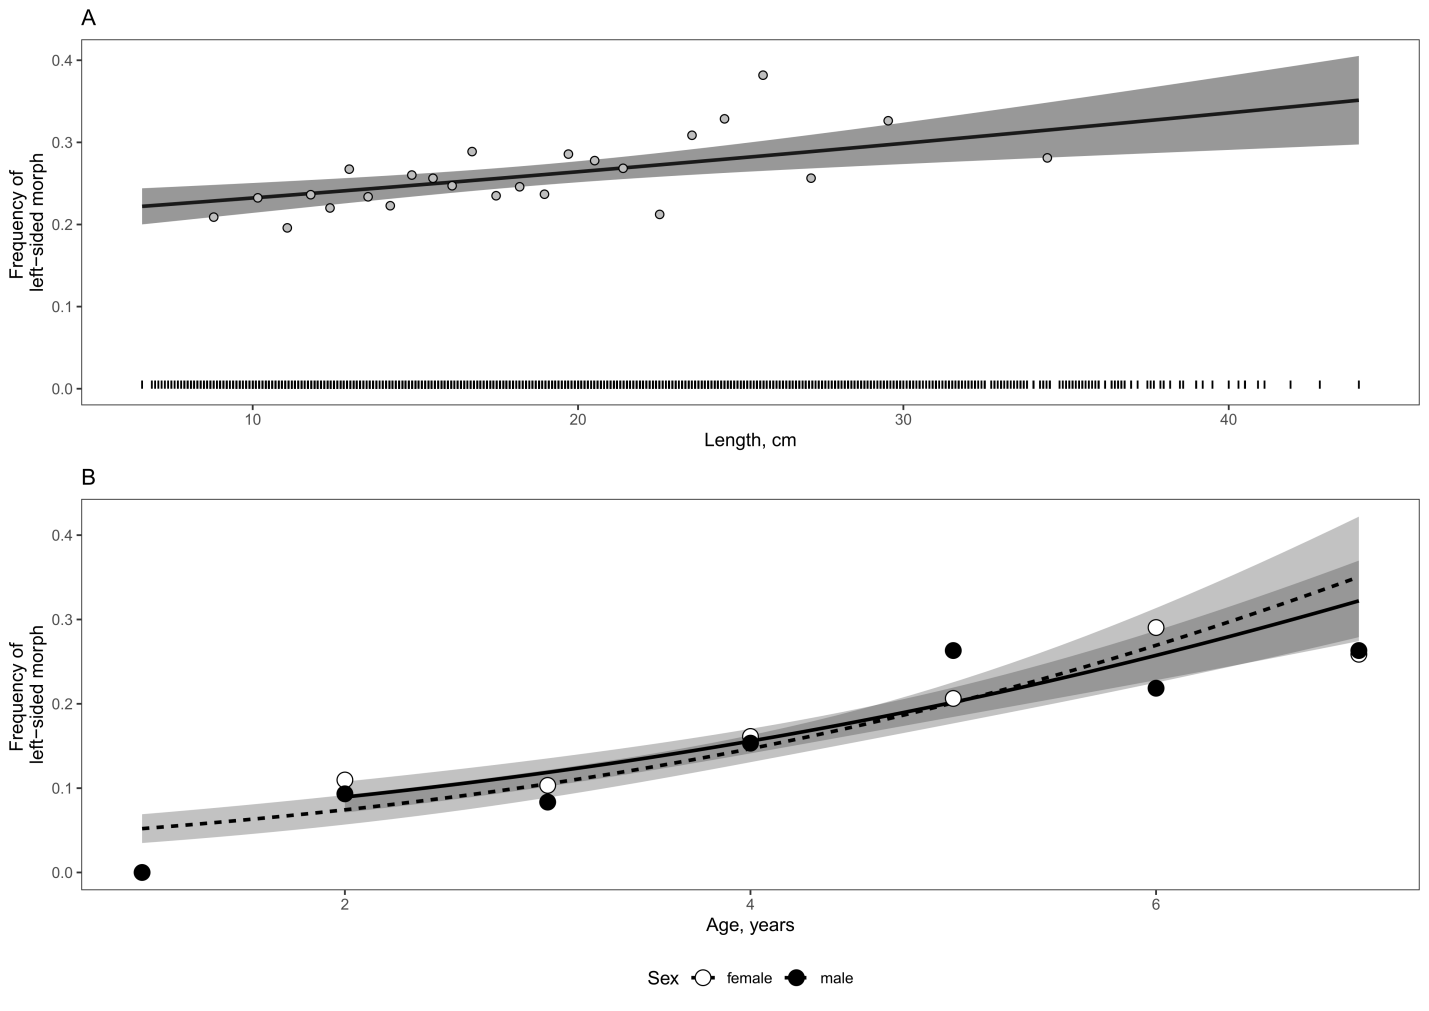 A
Frequency of
left−sided morph
0.4
0.3
0.2
0.1
0.0
10 20 30 40
Length, cm
B
Frequency of
left−sided morph
0.4
0.3
0.2
0.1
0.0
2 4 6
Age, years
Sex female male